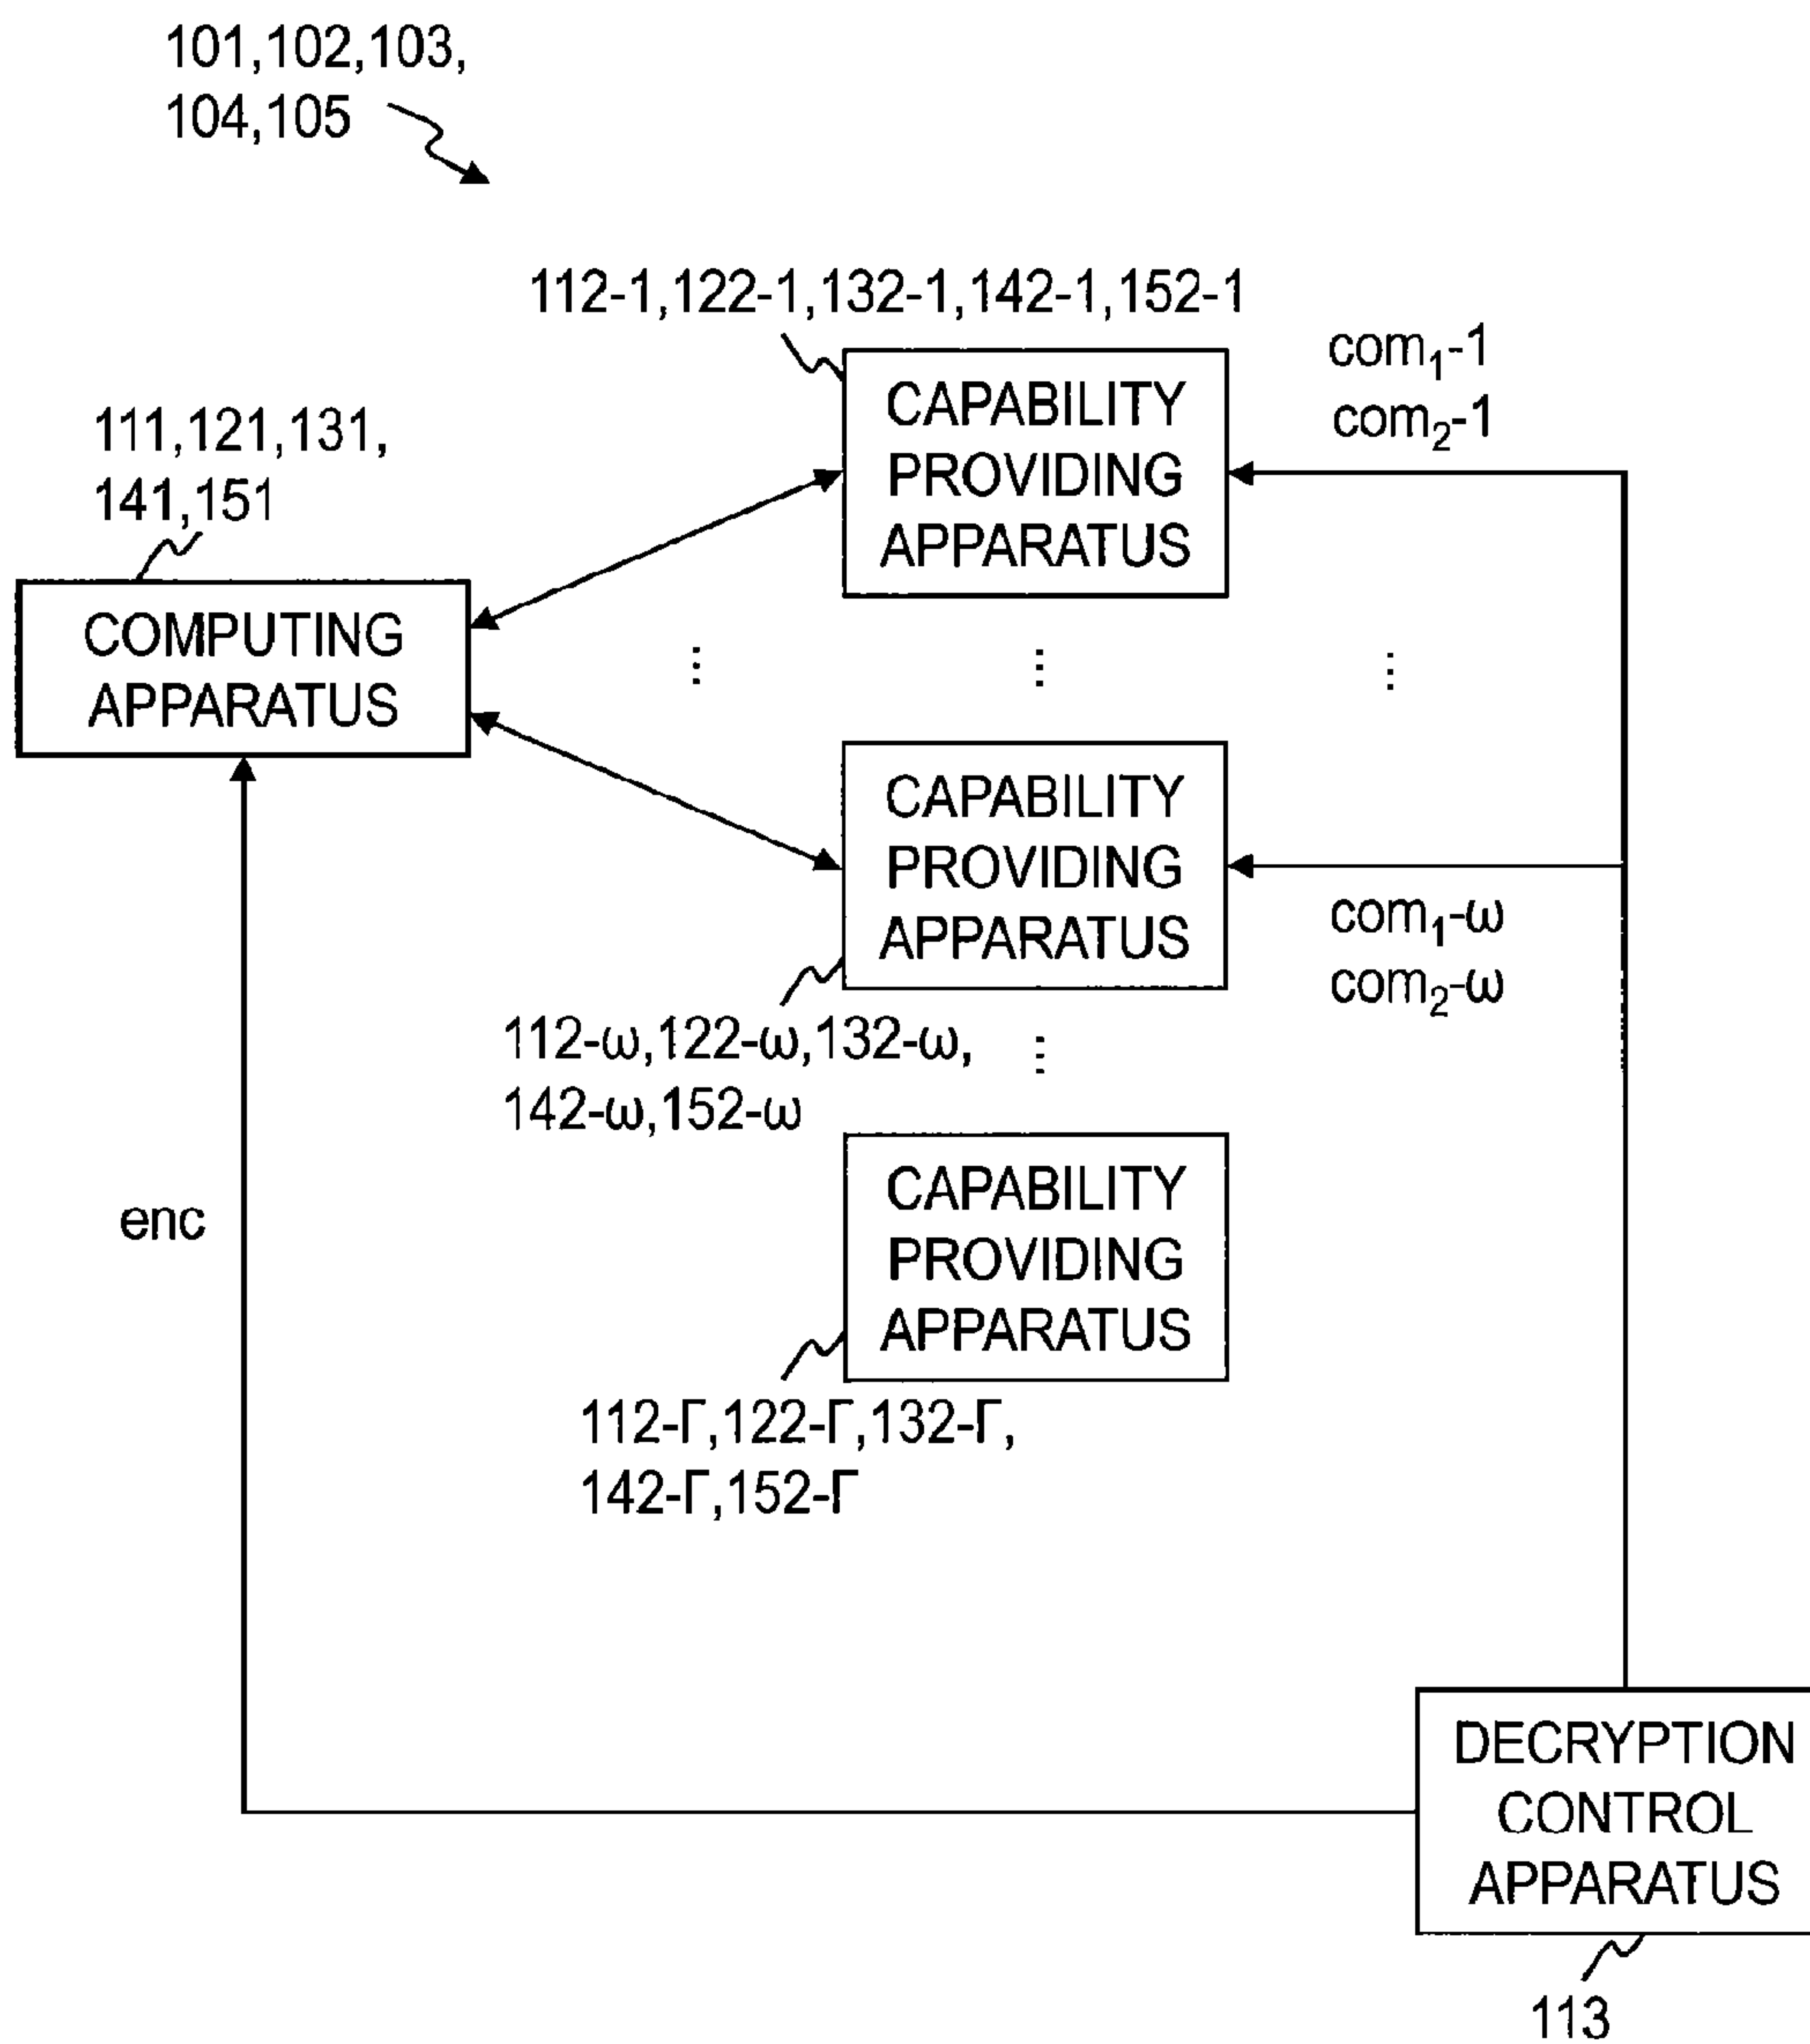 101,102,103,
104,105
112-1,122-1,132-1,142-1,152-1
com₁-1
com₂-1
CAPABILITY
PROVIDING
APPARATUS
111,121,131,
141,151
COMPUTING
APPARATUS
CAPABILITY
PROVIDING
APPARATUS
com₁-ω
com₂-ω
112-ω,122-ω,132-ω,
142-ω,152-ω
CAPABILITY
PROVIDING
APPARATUS
enc
112-Γ,122-Γ,132-Γ,
142-Γ,152-Γ
DECRYPTION
CONTROL
APPARATUS
113